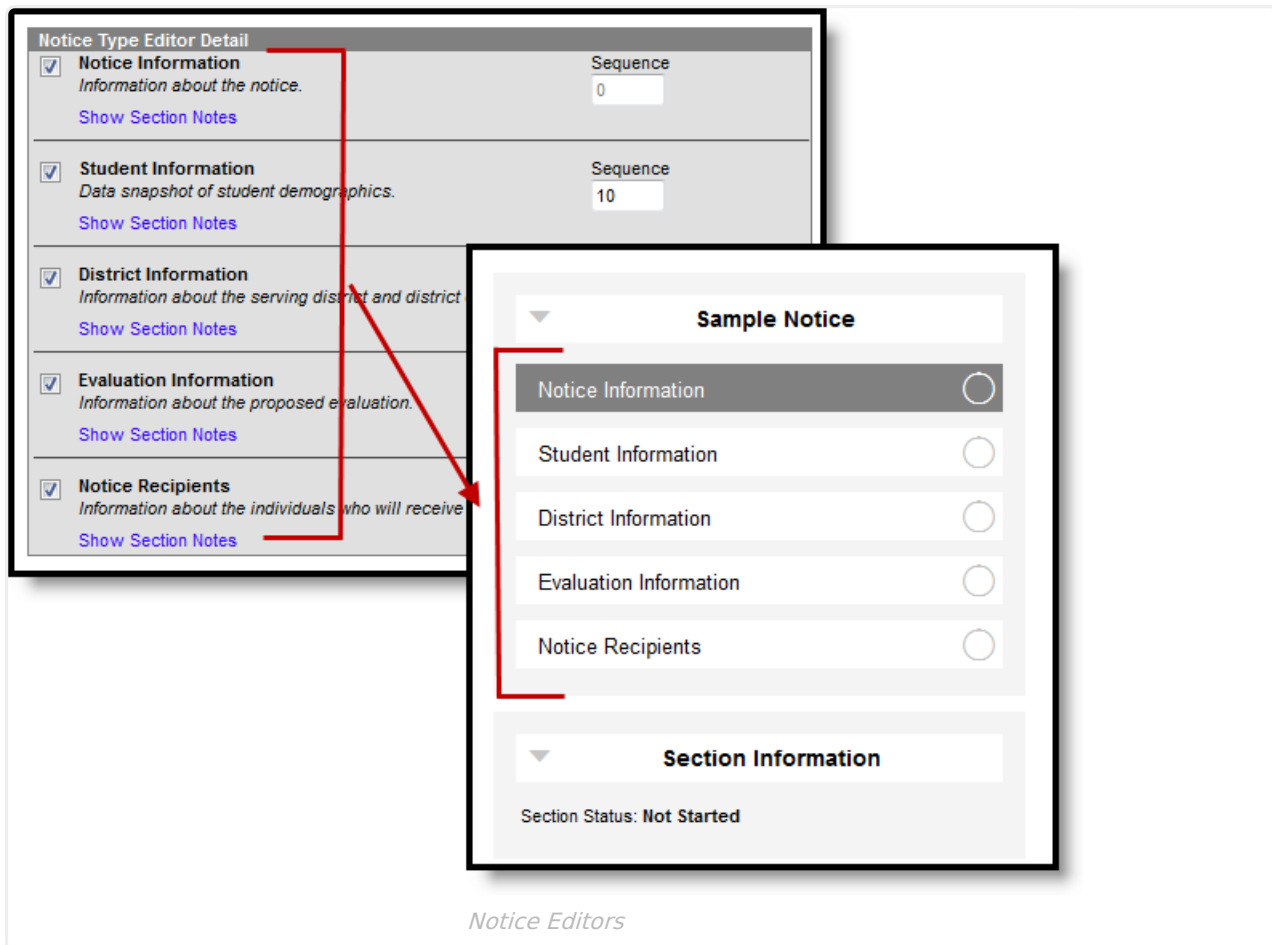 Notice Type Editor Detail
Notice Information
Sequence
Information about the notice.
0
Show Section Notes
Student Information
Sequence
Data snapshot of student demographics.
10
Show Section Notes
District Information
Information about the serving district and district
Show Section Notes
Evaluation Information
Information about the proposed evaluation.
Show Section Notes
Notice Recipients
Information about the individuals who will receive
Show Section Notes
Sample Notice
Notice Information
Student Information
District Information
Evaluation Information
Notice Recipients
Section Information
Section Status: Not Started
Notice Editors